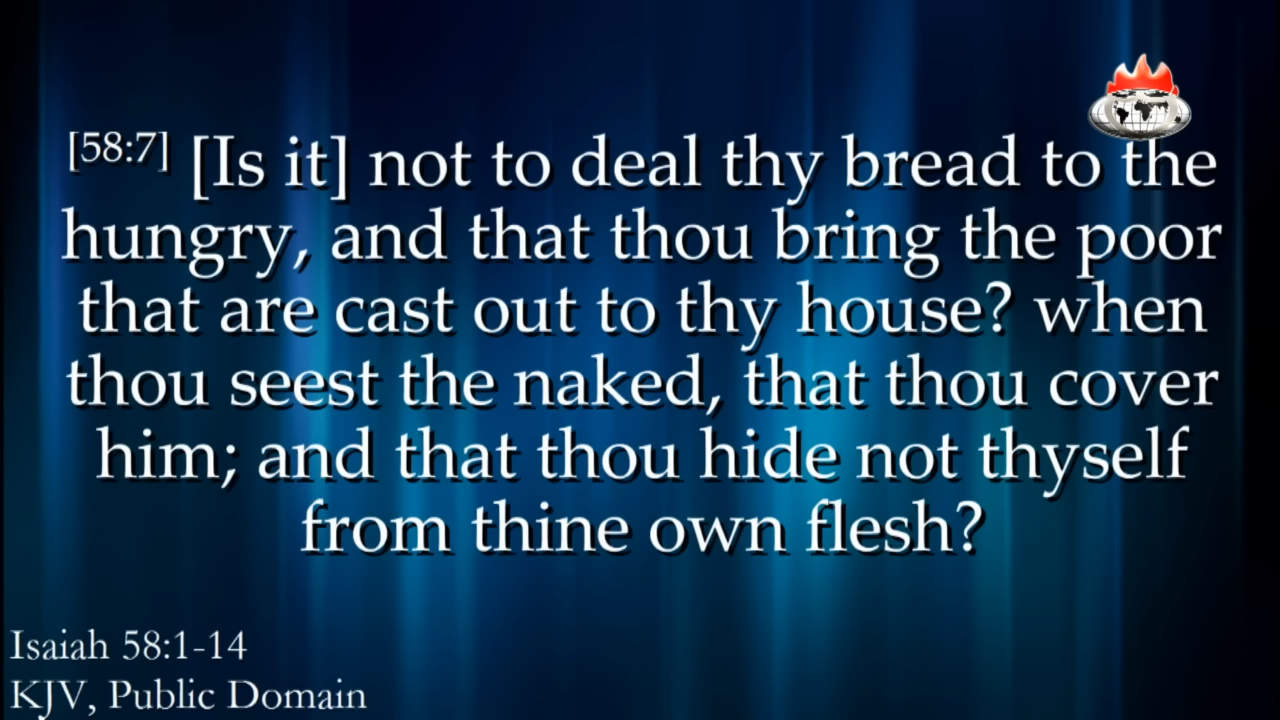 [58:7] [Is it] not to deal thy bread to the
hungry, and that thou bring the poor
that are cast out to thy house? when
thou seest the naked, that thou cover
him; and that thou hide not thyself
from thine own flesh?
Isaiah 58:1-14
KJV, Public Domain